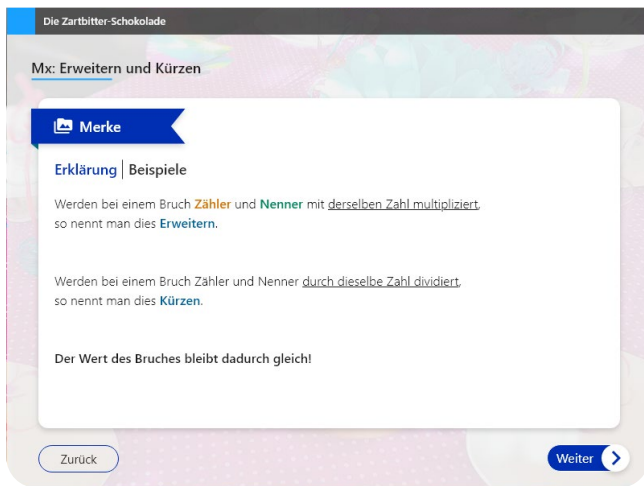 Die Zartbitter-Schokolade
Mx: Erweitern und Kürzen
Merke
Erklärung | Beispiele
Werden bei einem Bruch Zähler und Nenner mit derselben Zahl multipliziert,
so nennt man dies Erweitern.
Werden bei einem Bruch Zähler und Nenner durch dieselbe Zahl dividiert,
so nennt man dies Kürzen.
Der Wert des Bruches bleibt dadurch gleich!
Zurück
Weiter